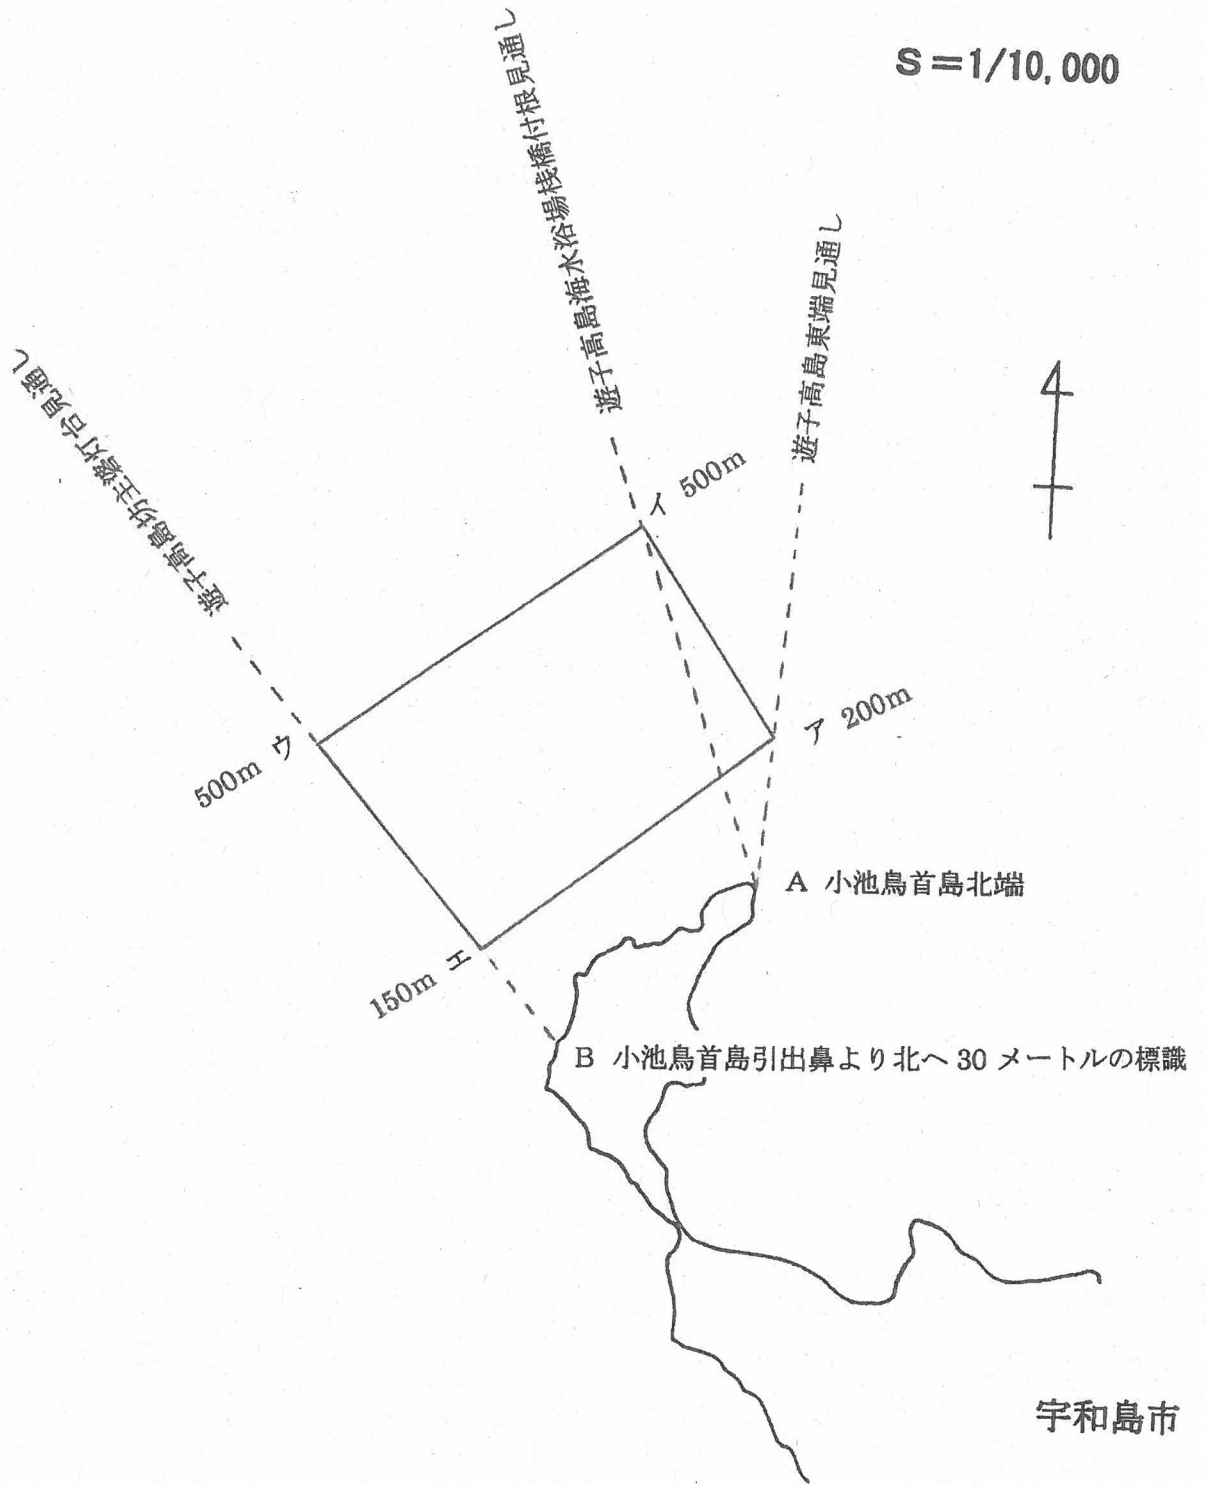 S=1/10,000
遊子高島海水浴場桟橋付根見通し
遊子高島東端見通し
遊子高島坊主碆灯台見通し
イ 500m
ア 200m
ウ 500m
エ 150m
A 小池鳥首島北端
B 小池鳥首島引出鼻より北へ 30 メートルの標識
宇和島市